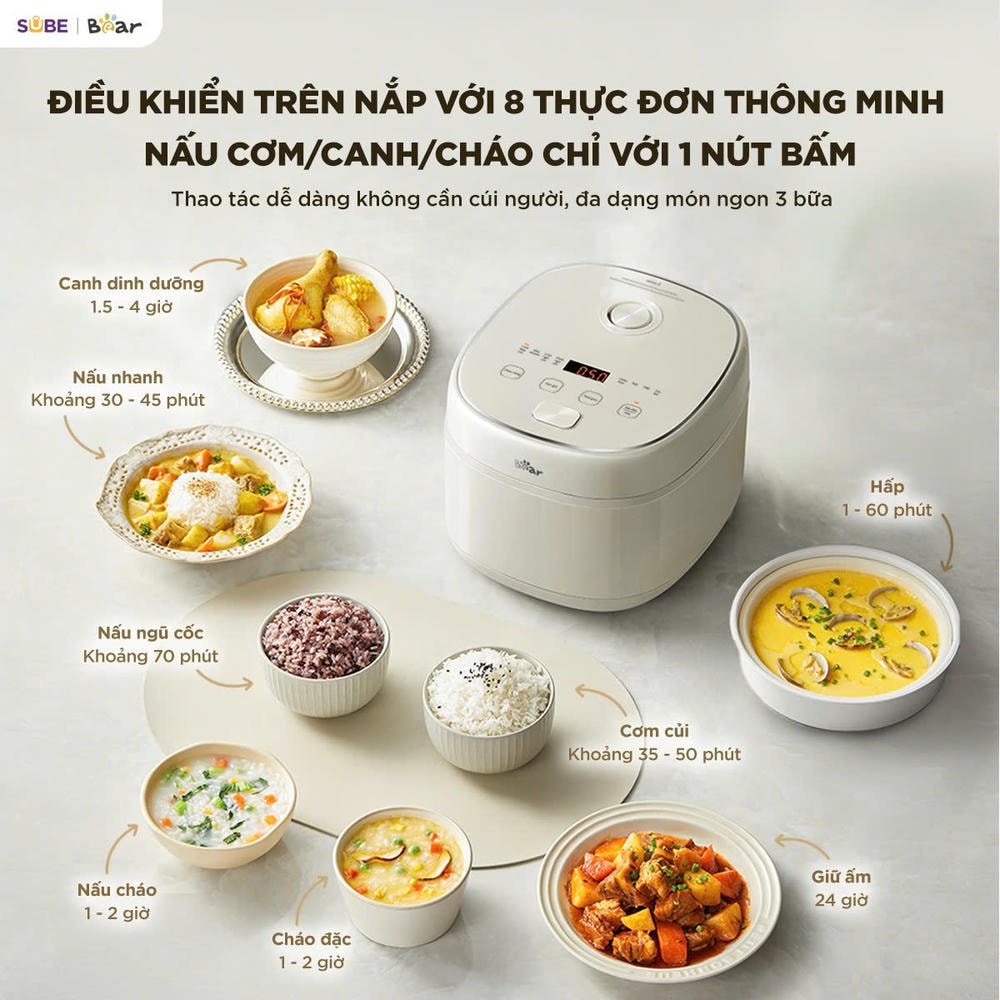 SUBE | Bear
ĐIỀU KHIỂN TRÊN NẮP VỚI 8 THỰC ĐƠN THÔNG MINH
NẤU CƠM/CANH/CHÁO CHỈ VỚI 1 NÚT BẤM
Thao tác dễ dàng không cần cúi người, đa dạng món ngon 3 bữa
Canh dinh dưỡng
1.5 - 4 giờ
Nấu nhanh
Khoảng 30 - 45 phút
050
Bear
Hấp
1 - 60 phút
Nấu ngũ cốc
Khoảng 70 phút
Cơm củi
Khoảng 35 - 50 phút
Nấu cháo
1 - 2 giờ
Cháo đặc
1 - 2 giờ
Giữ ấm
24 giờ